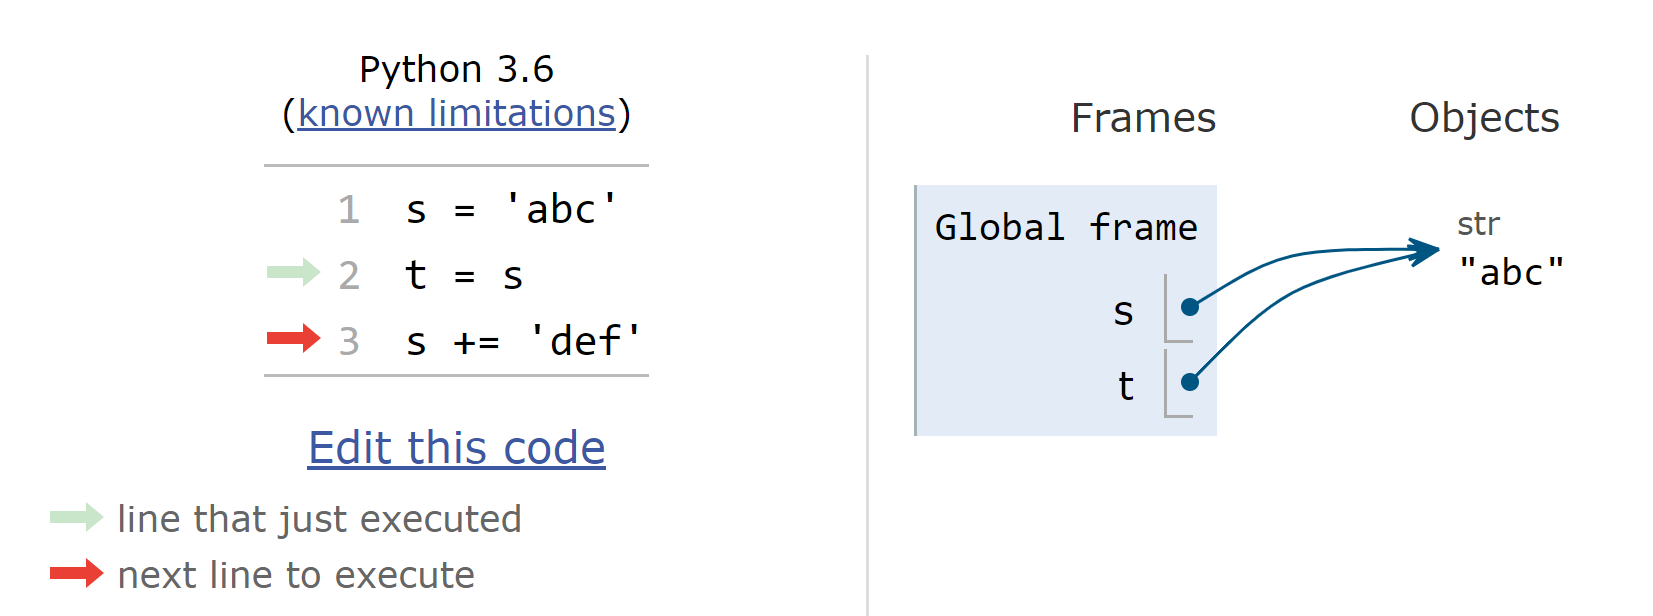 Python 3.6
(known limitations)
1 s = 'abc'
2 t = s
3 s += 'def'
Edit this code
line that just executed
next line to execute
Frames Objects
Global frame
s
t
str
"abc"